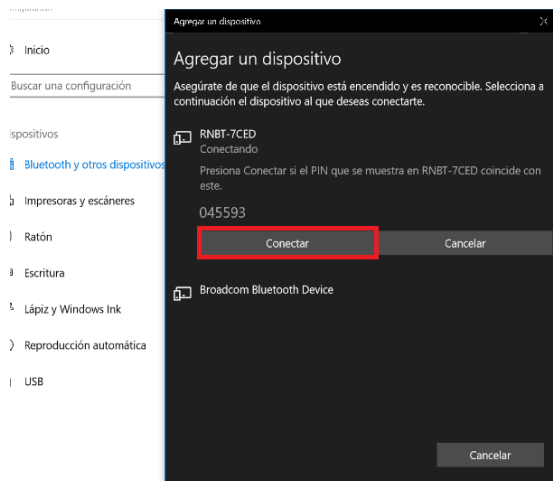 Inicio
Buscar una configuración
Bluetooth y otros dispositivos
Impresoras y escáneres
Ratón
Escritura
Lápiz y Windows Ink
Reproducción automática
USB
Agregar un dispositivo
Agregar un dispositivo
Asegúrate de que el dispositivo está encendido y es reconocible. Selecciona a
continuación el dispositivo al que deseas conectarte.
RNBT-7CED
Conectando
Presiona Conectar si el PIN que se muestra en RNBT-7CED coincide con
este.
045593
Conectar
Cancelar
Broadcom Bluetooth Device
Cancelar